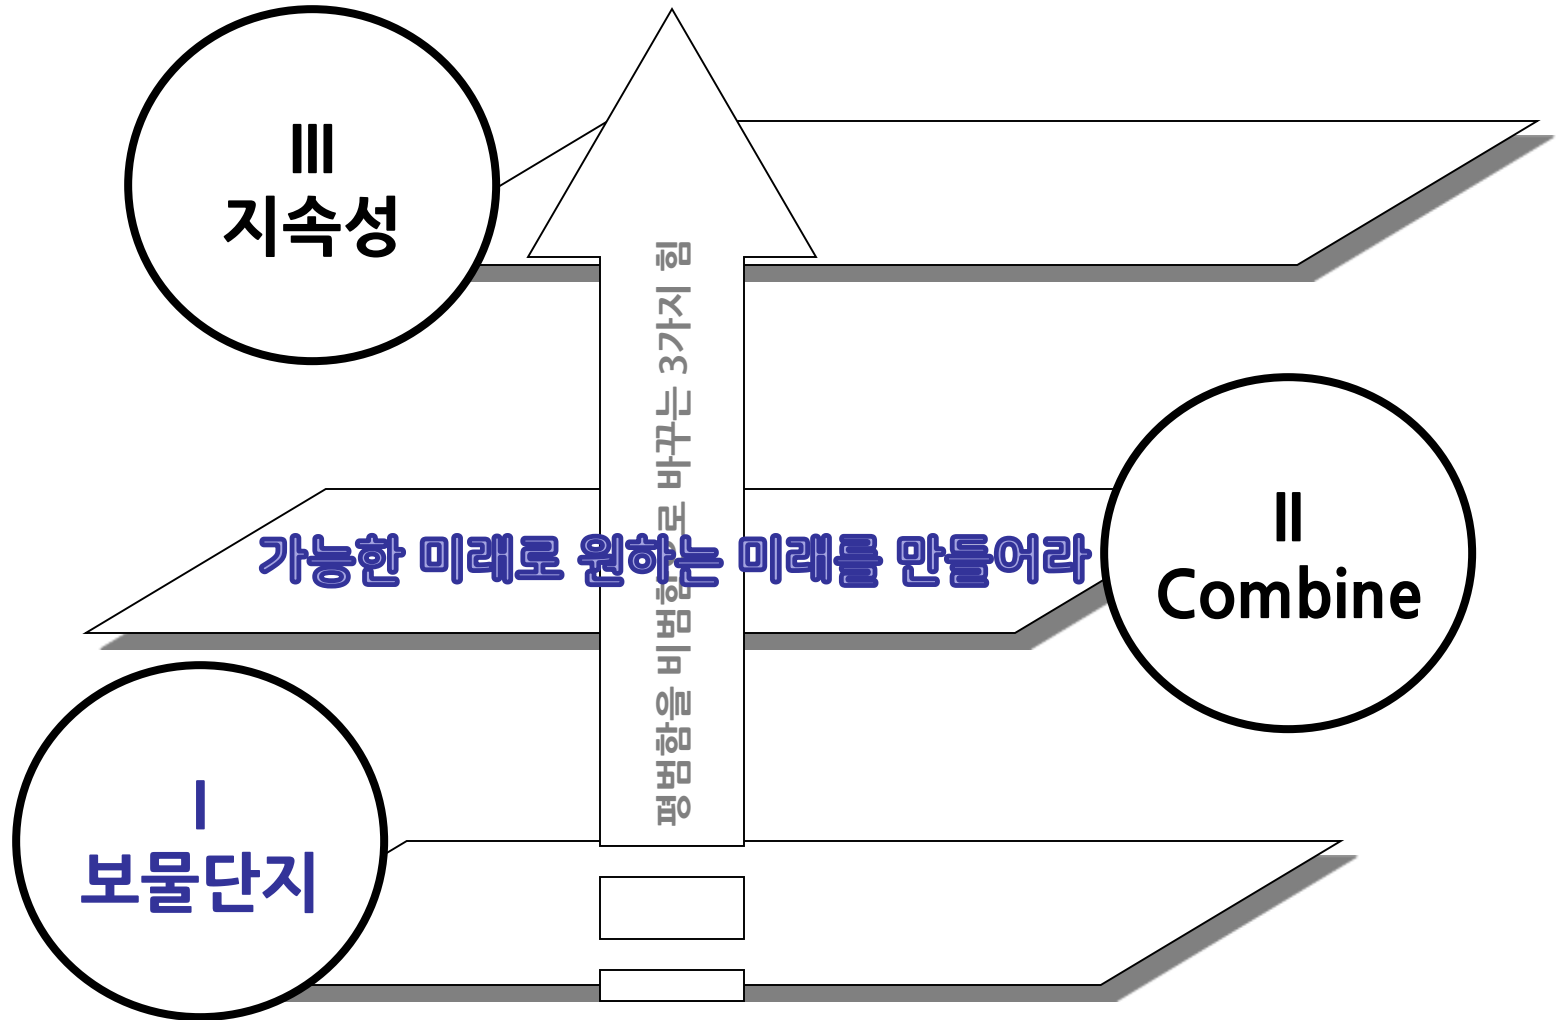 III
지속성
평범함을 비범함으로 바꾸는 3가지 힘
가능한 미래로 원하는 미래를 만들어라
II
Combine
I
보물단지